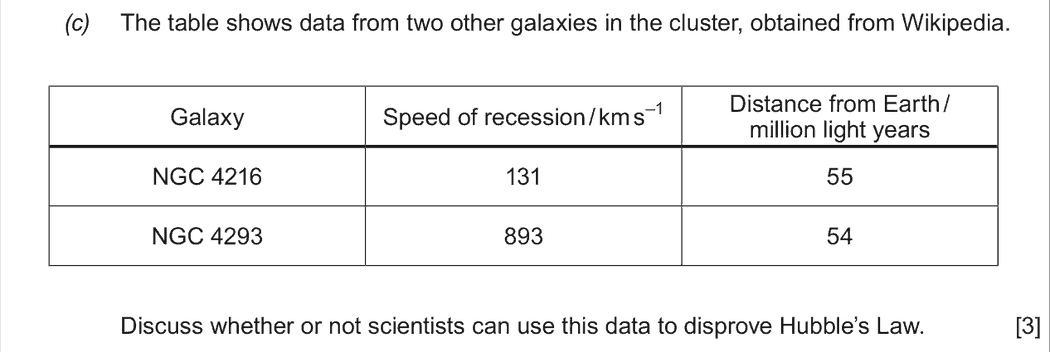 (c) The table shows data from two other galaxies in the cluster, obtained from Wikipedia.
Galaxy
Speed of recession/km s⁻¹
Distance from Earth/
million light years
NGC 4216
131
55
NGC 4293
893
54
Discuss whether or not scientists can use this data to disprove Hubble's Law. [3]